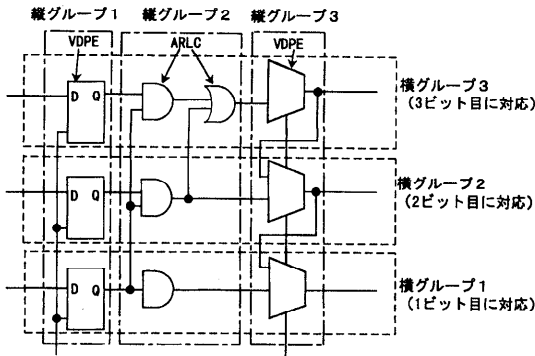 縦グループ1
縦グループ2
縦グループ3
VDPE
ARLC
VDPE
D Q
横グループ3
(3ビット目に対応)
D Q
横グループ2
(2ビット目に対応)
D Q
横グループ1
(1ビット目に対応)